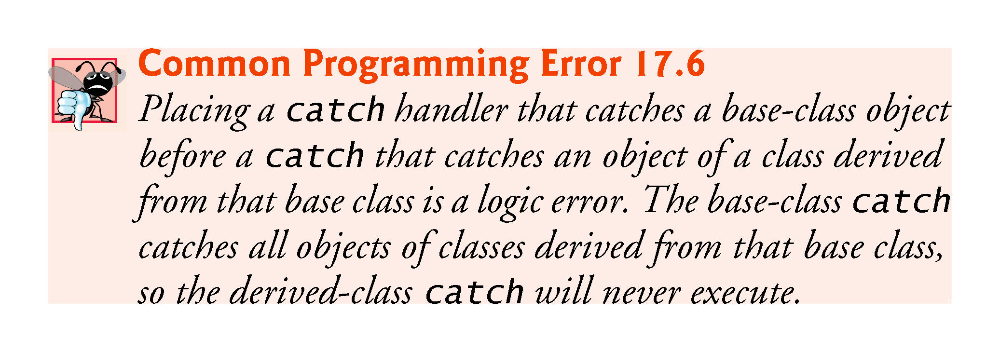 Common Programming Error 17.6
Placing a catch handler that catches a base-class object
before a catch that catches an object of a class derived
from that base class is a logic error. The base-class catch
catches all objects of classes derived from that base class,
so the derived-class catch will never execute.